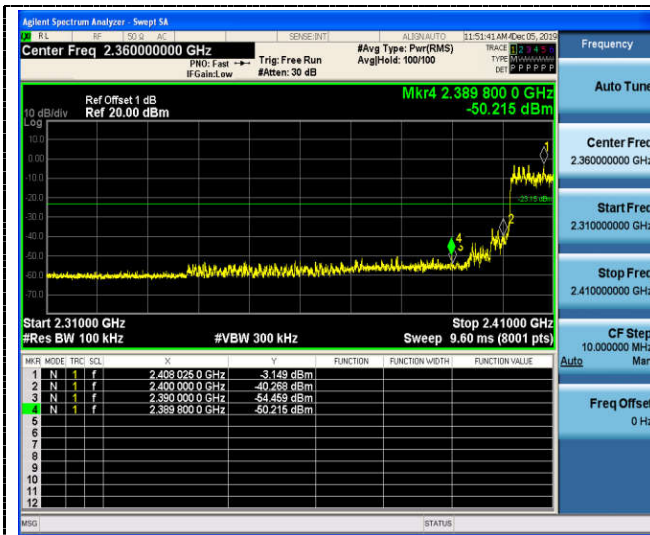 Agilent Spectrum Analyzer - Swept SA
RL RF 50 Ω AC SENSE:INT ALIGNAUTO 11:51:41 AM Dec 05, 2019
Center Freq 2.360000000 GHz
PNO: Fast
IFGain:Low
Trig: Free Run
#Atten: 30 dB
#Avg Type: Pwr(RMS)
Avg|Hold: 100/100
TRACE 1 2 3 4 5 6
TYPE M
DET P P P P P P
Frequency
Auto Tune
Center Freq
2.360000000 GHz
Start Freq
2.310000000 GHz
Stop Freq
2.410000000 GHz
CF Step
10.000000 MHz
Auto Man
Freq Offset
0 Hz
Mkr4 2.389 800 0 GHz
-50.215 dBm
Ref Offset 1 dB
10 dB/div Ref 20.00 dBm
Log
10.0
0.00
-10.0
-20.0
-30.0
-40.0
-50.0
-60.0
-70.0
1
-23.15 dBm
2
4
3
Start 2.31000 GHz Stop 2.41000 GHz
#Res BW 100 kHz #VBW 300 kHz Sweep 9.60 ms (8001 pts)
MKR MODE TRC SCL X Y FUNCTION FUNCTION WIDTH FUNCTION VALUE
1 N 1 f 2.408 025 0 GHz -3.149 dBm
2 N 1 f 2.400 000 0 GHz -40.268 dBm
3 N 1 f 2.390 000 0 GHz -54.459 dBm
4 N 1 f 2.389 800 0 GHz -50.215 dBm
5
6
7
8
9
10
11
12
MSG STATUS